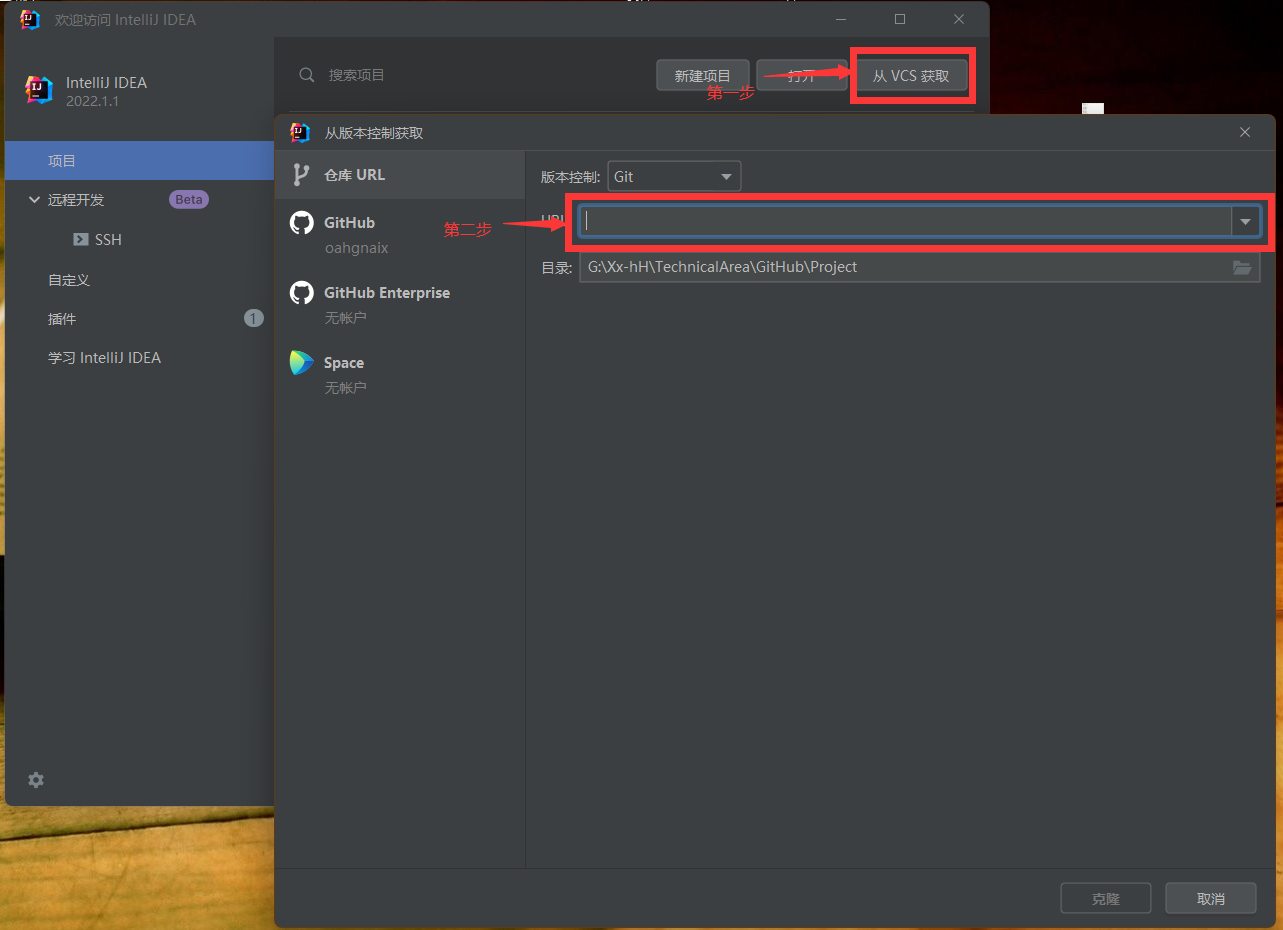 欢迎访问 IntelliJ IDEA
IntelliJ IDEA
2022.1.1
搜索项目
新建项目
打开
从 VCS 获取
第一步
项目
远程开发
Beta
SSH
自定义
插件
1
学习 IntelliJ IDEA
从版本控制获取
仓库 URL
GitHub
oahgnaix
GitHub Enterprise
无帐户
Space
无帐户
版本控制:
Git
第二步
目录:
G:\Xx-hH\TechnicalArea\GitHub\Project
克隆
取消